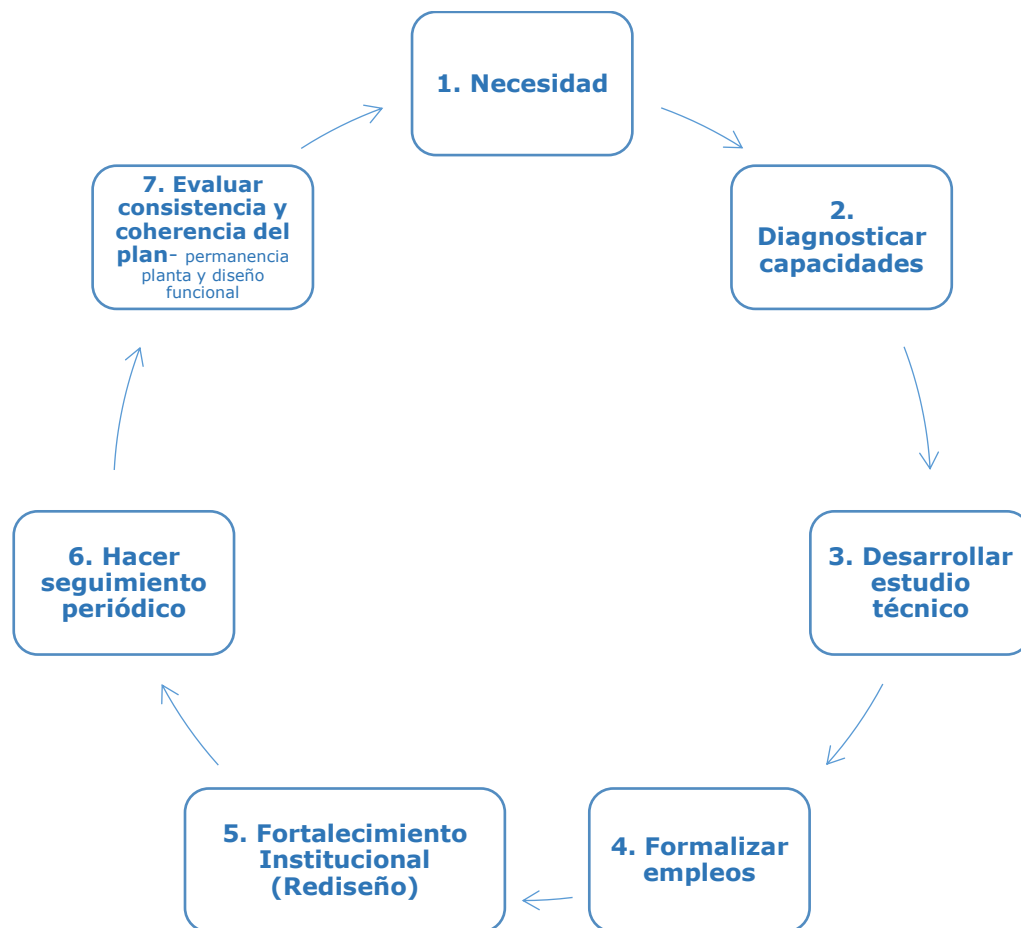 1. Necesidad
2.
Diagnosticar
capacidades
3. Desarrollar
estudio
técnico
4. Formalizar
empleos
5. Fortalecimiento
Institucional
(Rediseño)
6. Hacer
seguimiento
periódico
7. Evaluar
consistencia y
coherencia del
plan- permanencia
planta y diseño
funcional